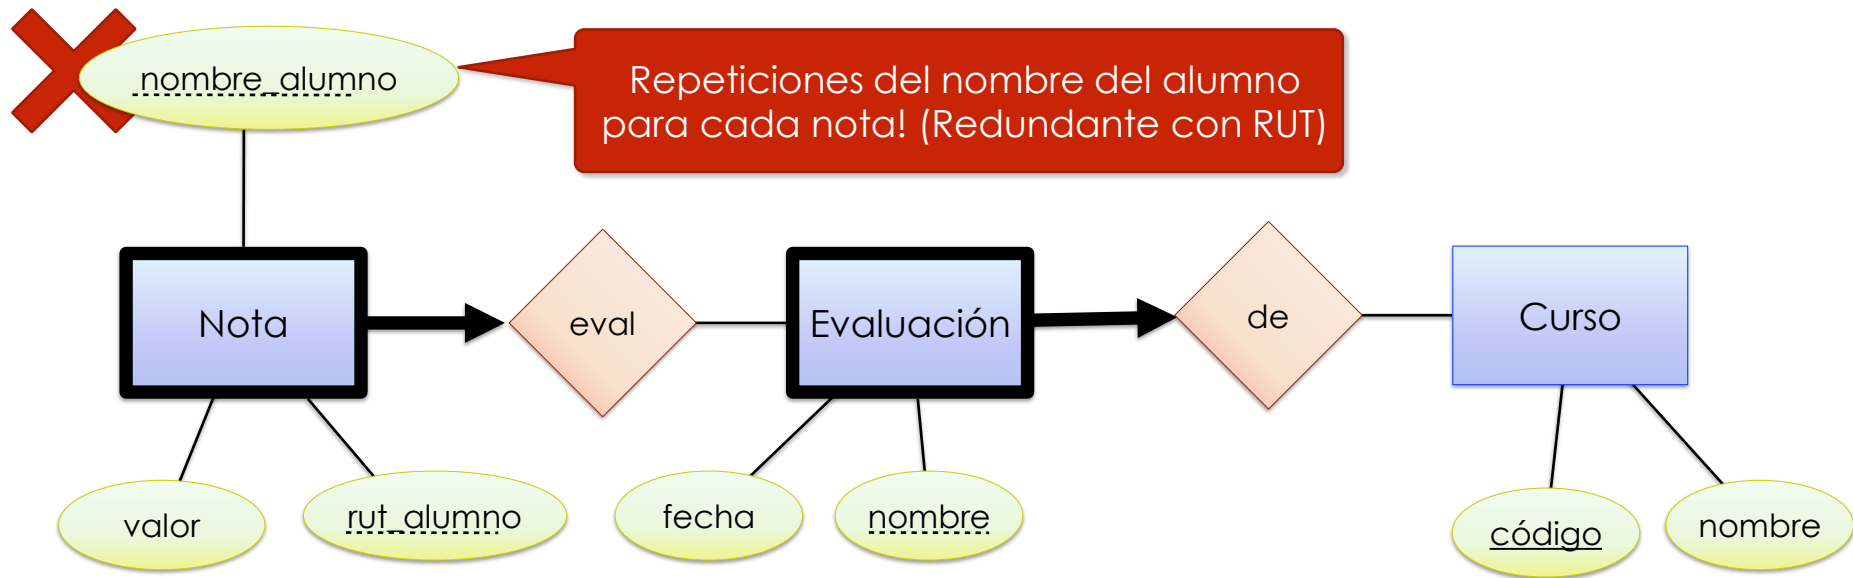 nombre_alumno
Repeticiones del nombre del alumno
para cada nota! (Redundante con RUT)
Nota
eval
Evaluación
de
Curso
valor
rut_alumno
fecha
nombre
código
nombre